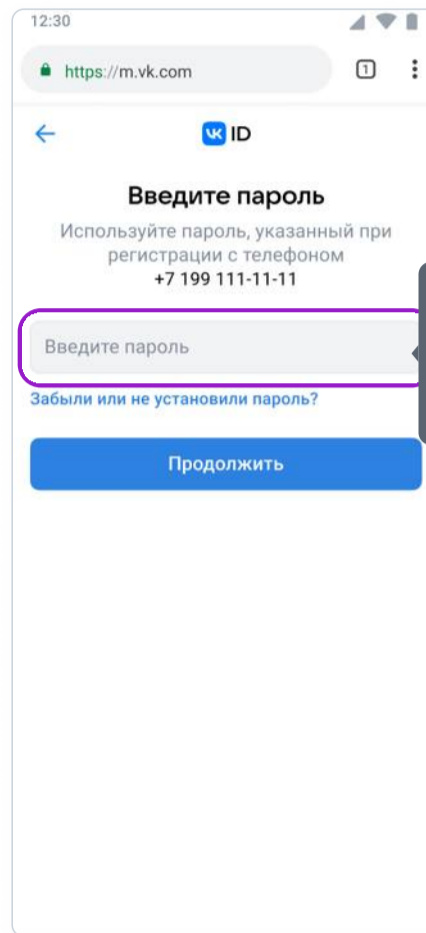 12:30
https://m.vk.com 1
VK ID
Введите пароль
Используйте пароль, указанный при
регистрации с телефоном
+7 199 111-11-11
Введите пароль
Забыли или не установили пароль?
Продолжить